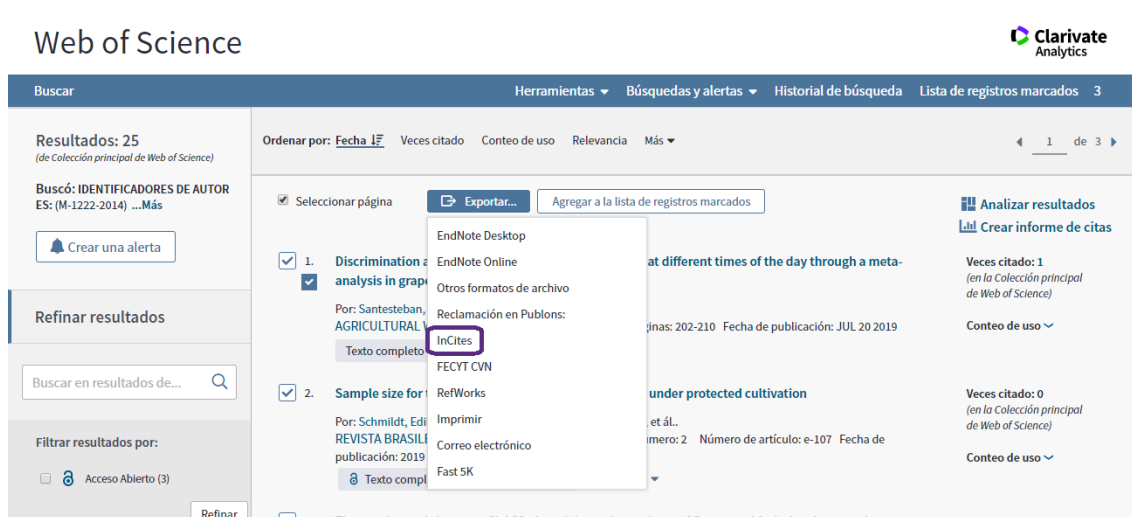 Web of Science
Clarivate
Analytics
Buscar
Herramientas
Búsquedas y alertas
Historial de búsqueda
Lista de registros marcados 3
Resultados: 25
(de Colección principal de Web of Science)
Buscó: IDENTIFICADORES DE AUTOR
ES: (M-1222-2014) ...Más
Crear una alerta
Refinar resultados
Buscar en resultados de...
Filtrar resultados por:
Acceso Abierto (3)
Refinar
Ordenar por: Fecha Veces citado Conteo de uso Relevancia Más
1 de 3
Seleccionar página
Exportar...
Agregar a la lista de registros marcados
EndNote Desktop
EndNote Online
Otros formatos de archivo
Reclamación en Publons:
InCites
FECYT CVN
RefWorks
Imprimir
Correo electrónico
Fast 5K
Analizar resultados
Crear informe de citas
1. Discrimination a at different times of the day through a meta-
analysis in grape
Por: Santesteban,
AGRICULTURAL inas: 202-210 Fecha de publicación: JUL 20 2019
Texto completo
Veces citado: 1
(en la Colección principal
de Web of Science)
Conteo de uso
2. Sample size for under protected cultivation
Por: Schmildt, Edi et ál..
REVISTA BRASILE mero: 2 Número de artículo: e-107 Fecha de
publicación: 2019
Texto compl
Veces citado: 0
(en la Colección principal
de Web of Science)
Conteo de uso